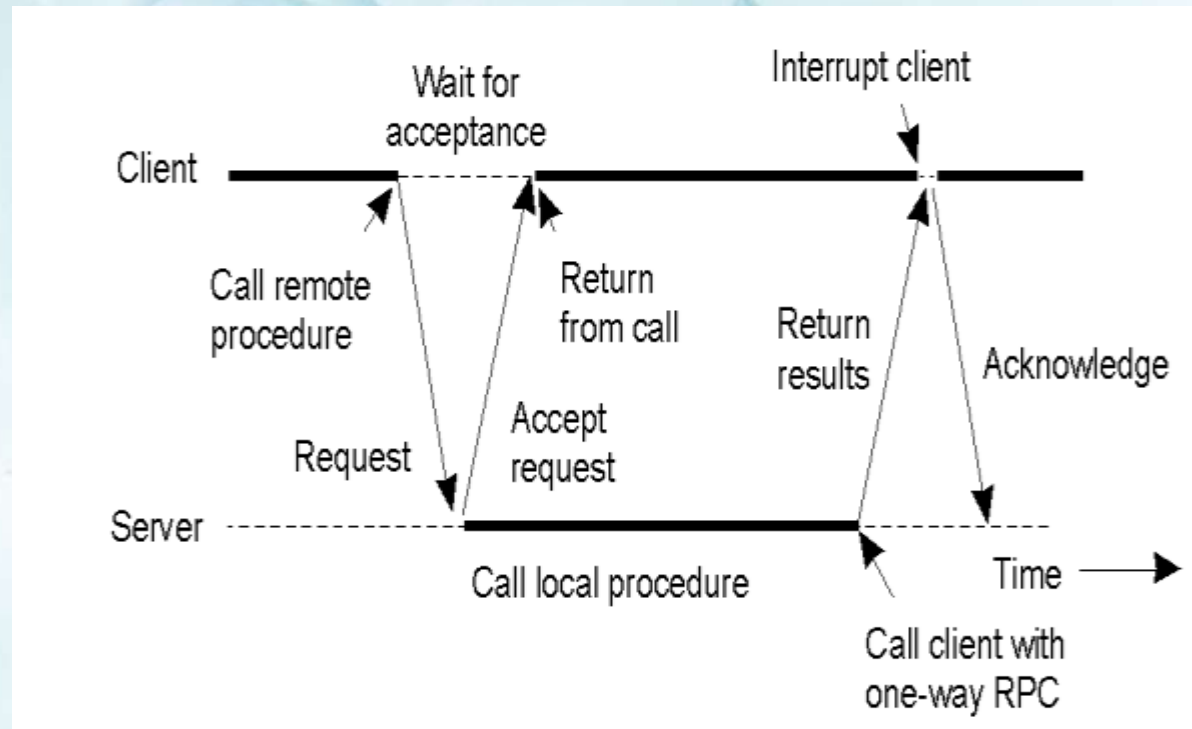 Interrupt client
Wait for
acceptance
Client
Call remote
procedure
Return
from call
Return
results
Acknowledge
Request
Accept
request
Server
Call local procedure
Time
Call client with
one-way RPC